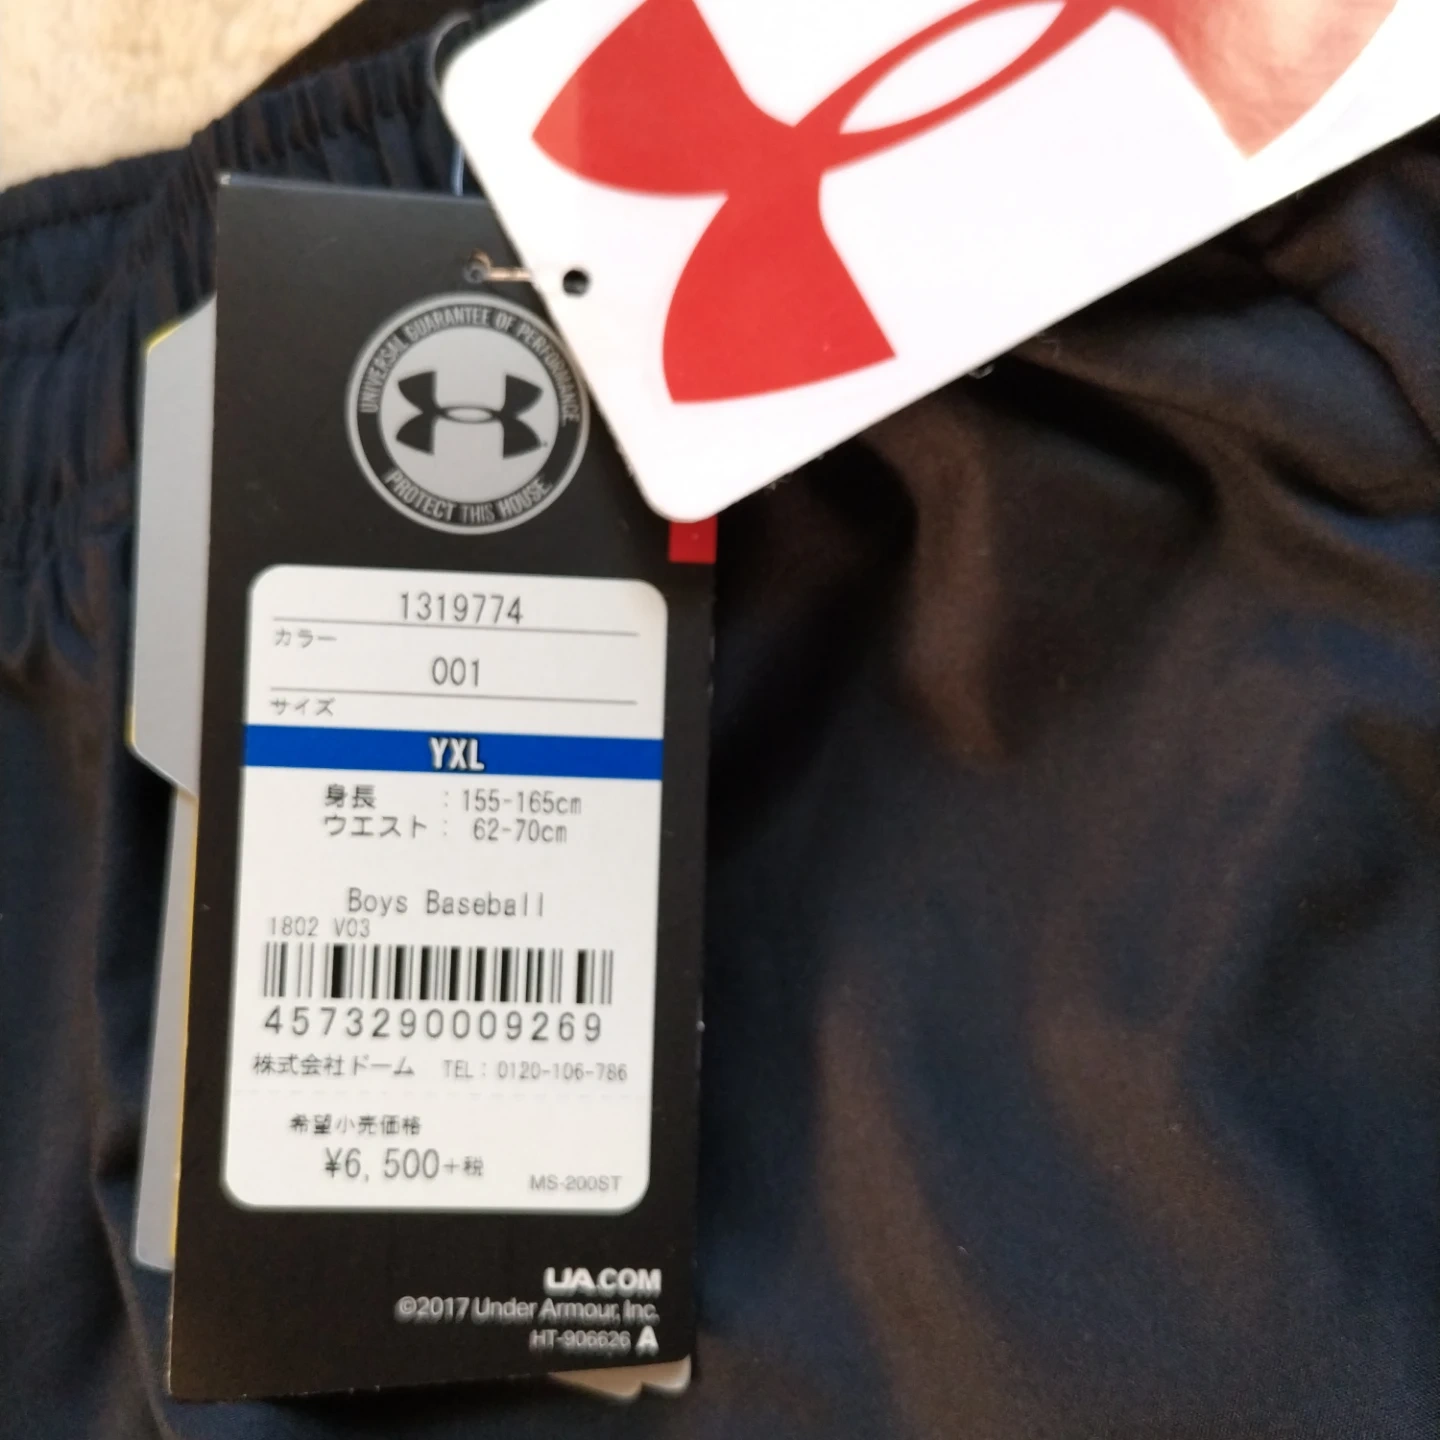 UNIVERSAL GUARANTEE OF PERFORMANCE
PROTECT THIS HOUSE.
1319774
カラー
001
サイズ
YXL
身長 : 155-165cm
ウエスト : 62-70cm
Boys Baseball
1802 V03
4573290009269
株式会社ドーム TEL : 0120-106-786
希望小売価格
¥6,500+税
MS-200ST
UA.COM
©2017 Under Armour, Inc.
HT-906626 A